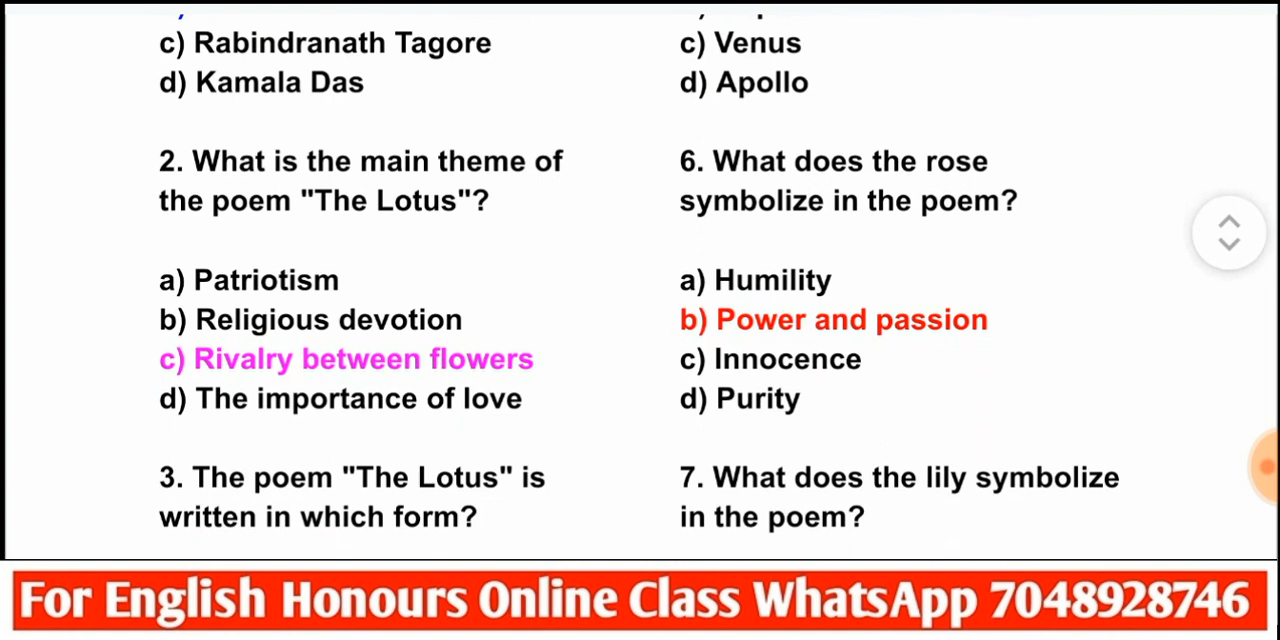 c) Rabindranath Tagore
d) Kamala Das
2. What is the main theme of
the poem "The Lotus"?
a) Patriotism
b) Religious devotion
c) Rivalry between flowers
d) The importance of love
3. The poem "The Lotus" is
written in which form?
c) Venus
d) Apollo
6. What does the rose
symbolize in the poem?
a) Humility
b) Power and passion
c) Innocence
d) Purity
7. What does the lily symbolize
in the poem?
For English Honours Online Class WhatsApp 7048928746